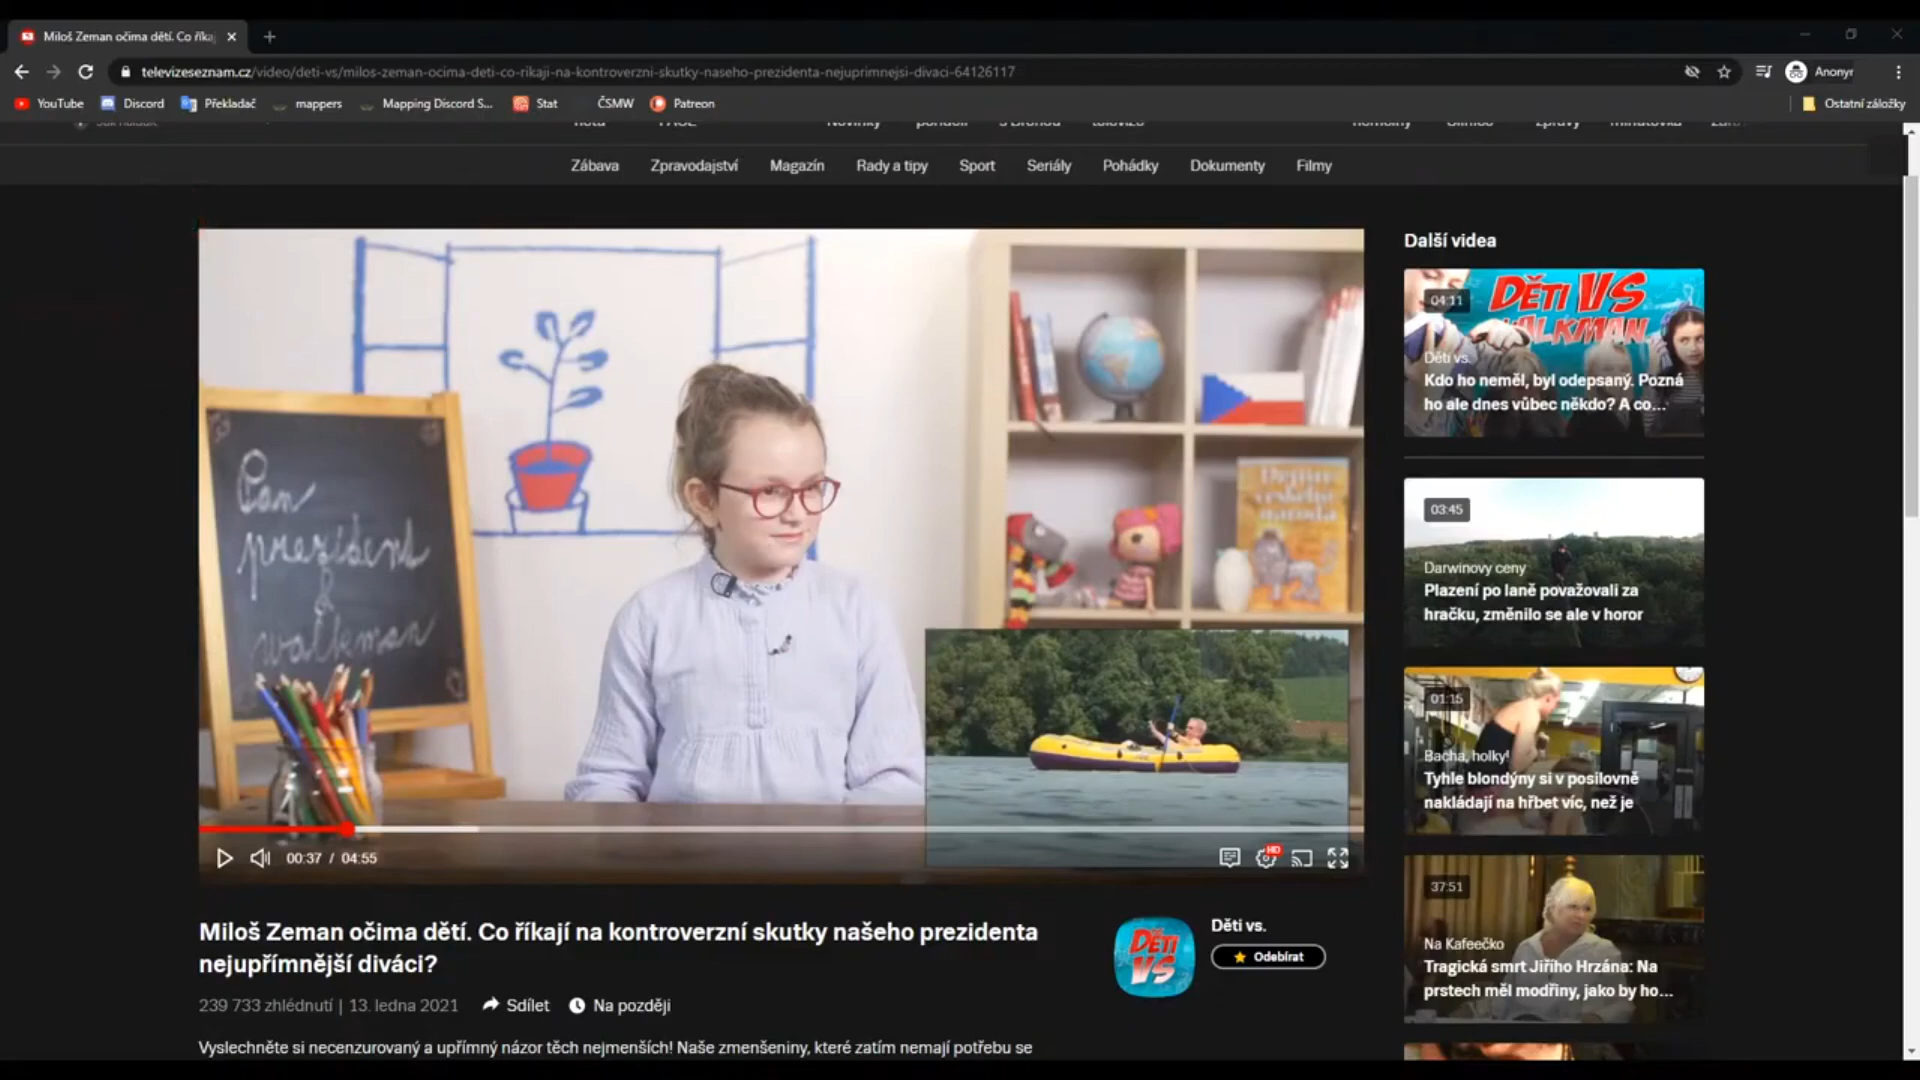 Miloš Zeman očima dětí. Co říkaj
televizeseznam.cz/video/deti-vs/milos-zeman-ocima-deti-co-rikaji-na-kontroverzni-skutky-naseho-prezidenta-nejuprimnejsi-divaci-64126117
Anonyr
YouTube
Discord
Překladač
mappers
Mapping Discord S...
Stat
ČSMW
Patreon
Ostatní záložky
Zábava
Zpravodajství
Magazín
Rady a tipy
Sport
Seriály
Pohádky
Dokumenty
Filmy
Pan
prezident
&
walkman
Dějiny
českého
národa
HD
00:37 / 04:55
Miloš Zeman očima dětí. Co říkají na kontroverzní skutky našeho prezidenta
nejupřímnější diváci?
239 733 zhlédnutí | 13. ledna 2021
Sdílet
Na později
Vyslechněte si necenzurovaný a upřímný názor těch nejmenších! Naše zmenšeniny, které zatím nemají potřebu se
DĚTI
VS
Děti vs.
Odebírat
Další videa
DĚTI VS
WALKMAN
04:11
Děti vs.
Kdo ho neměl, byl odepsaný. Pozná
ho ale dnes vůbec někdo? A co...
03:45
Darwinovy ceny
Plazení po laně považovali za
hračku, změnilo se ale v horor
01:15
Bacha, holky!
Tyhle blondýny si v posilovně
nakládají na hřbet víc, než je
37:51
Na Kafeečko
Tragická smrt Jiřího Hrzána: Na
prstech měl modřiny, jako by ho...